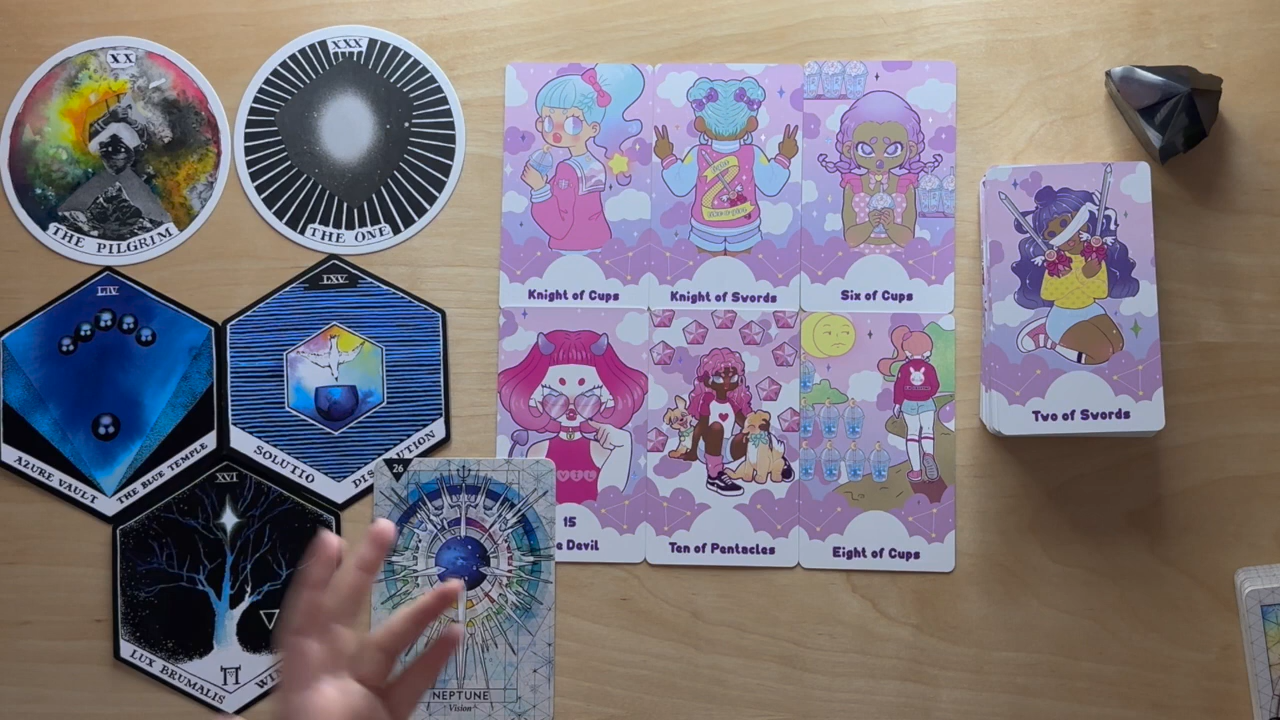 XX
THE PILGRIM
XXX
THE ONE
LIV
AZURE VAULT
THE BLUE TEMPLE
LXV
SOLUTIO
XVI
LUX BRUMALIS
26
NEPTUNE
Vision
Knight of Cups
Knight of Swords
Six of Cups
15
Devil
Ten of Pentacles
Eight of Cups
Two of Swords